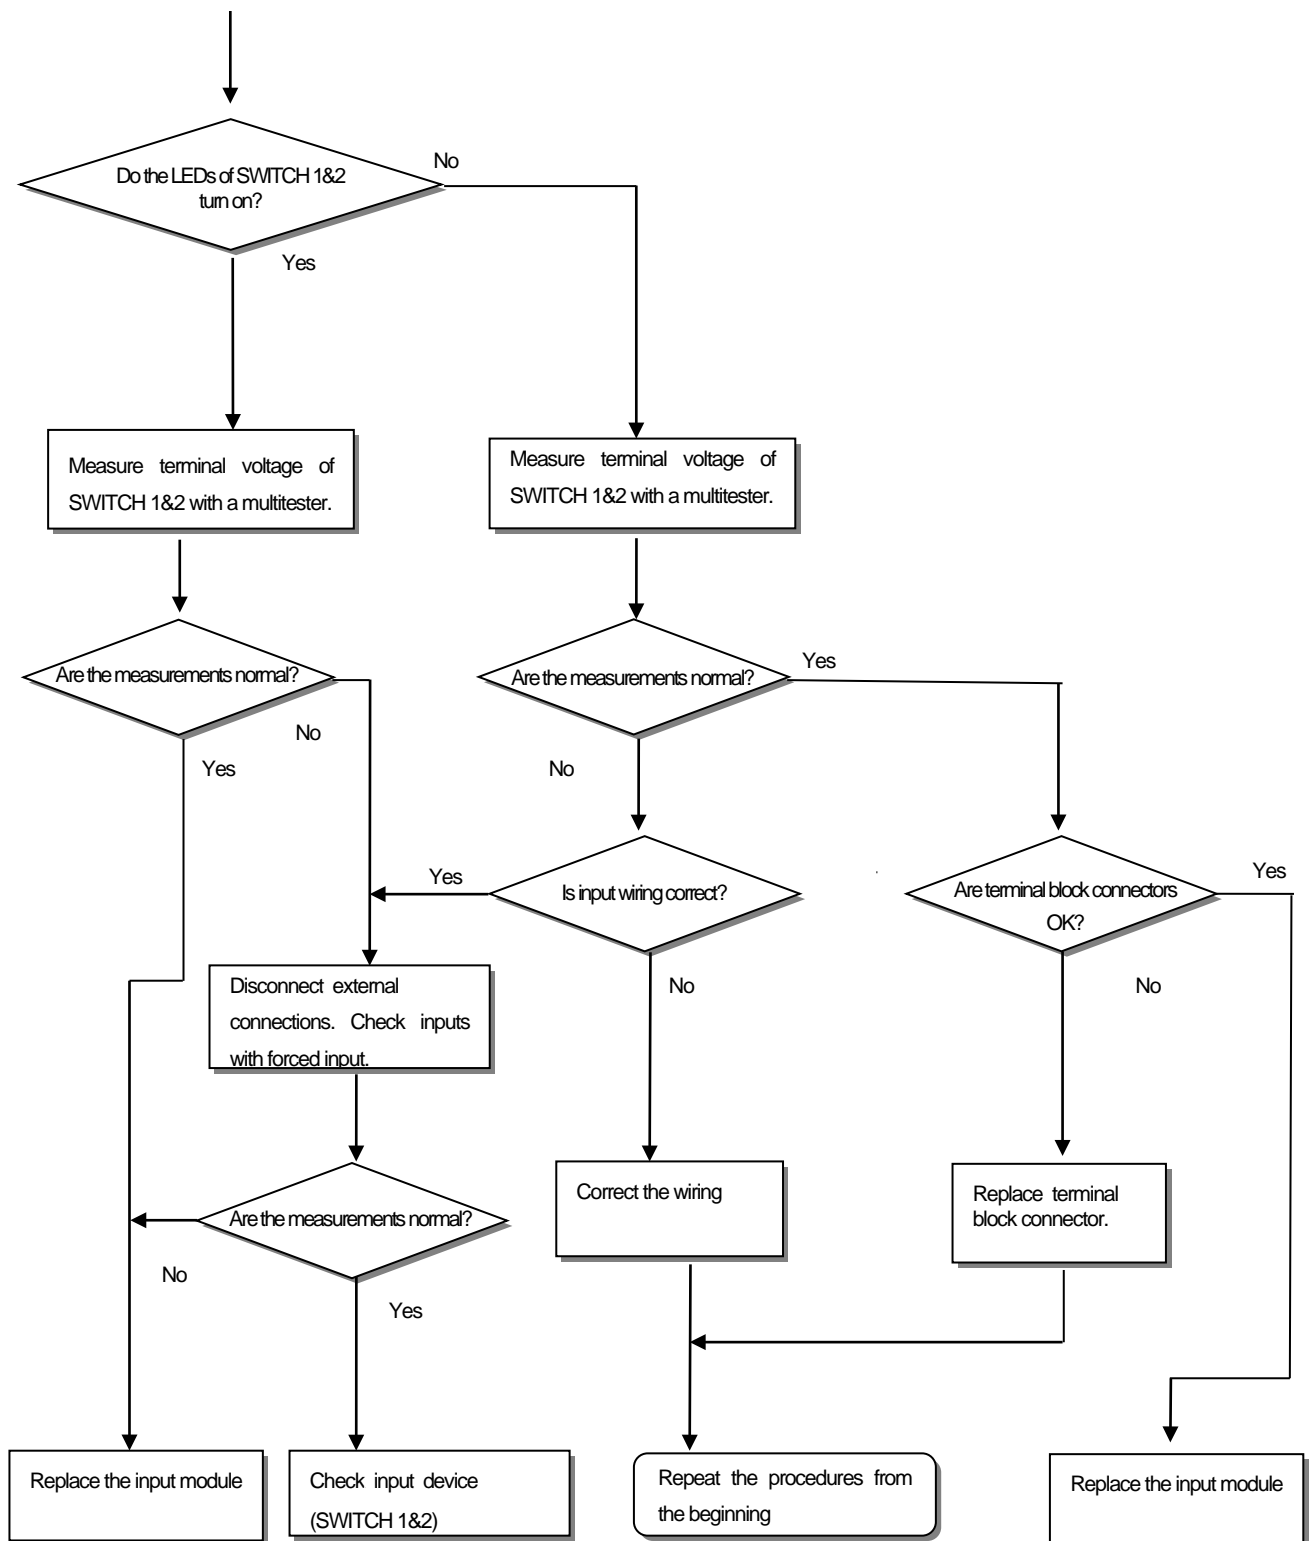 No
Do the LEDs of SWITCH 1&2
turn on?
Yes
Measure terminal voltage of
SWITCH 1&2 with a multitester.
Measure terminal voltage of
SWITCH 1&2 with a multitester.
Are the measurements normal?
No
Yes
Are the measurements normal?
Yes
No
Yes
Is input wiring correct?
No
Are terminal block connectors
OK?
Yes
No
Disconnect external
connections. Check inputs
with forced input.
Correct the wiring
Replace terminal
block connector.
Are the measurements normal?
No
Yes
Replace the input module
Check input device
(SWITCH 1&2)
Repeat the procedures from
the beginning
Replace the input module